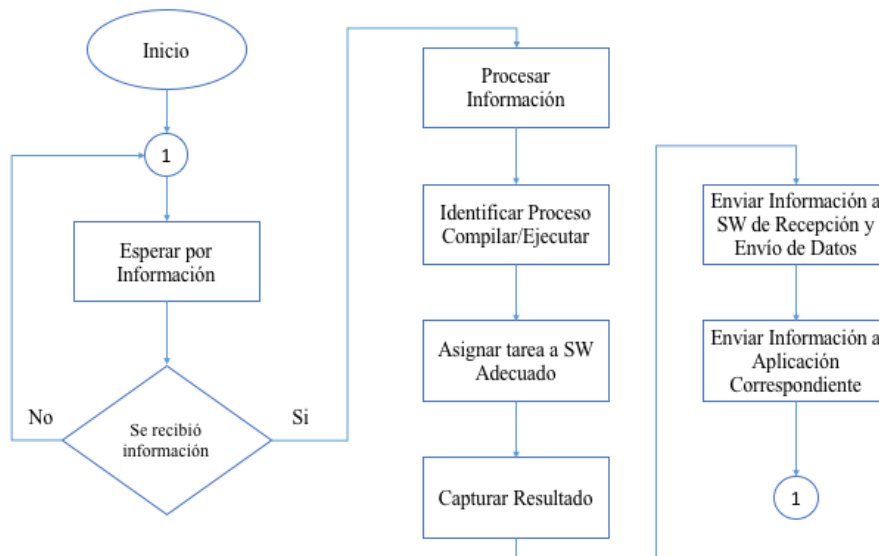 Inicio
1
Esperar por
Información
No
Se recibió
información
Si
Procesar
Información
Identificar Proceso
Compilar/Ejecutar
Asignar tarea a SW
Adecuado
Capturar Resultado
Enviar Información a
SW de Recepción y
Envío de Datos
Enviar Información a
Aplicación
Correspondiente
1